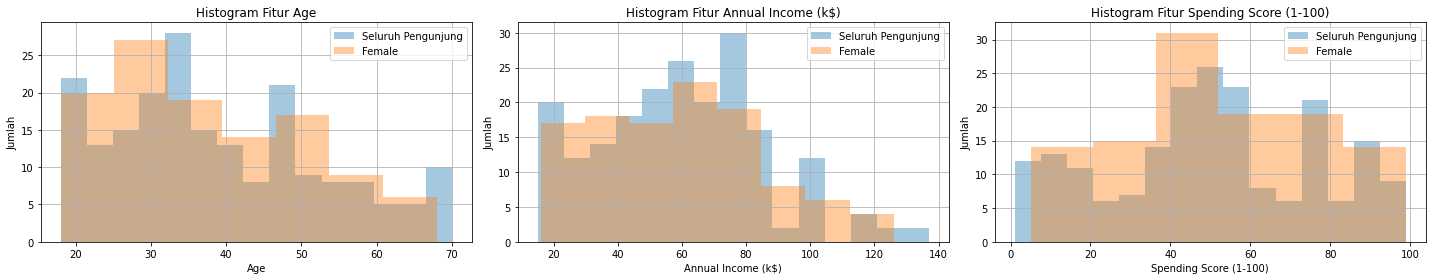 Histogram Fitur Age
Seluruh Pengunjung
Female
Jumlah
25
20
15
10
5
0
20 30 40 50 60 70
Age
Histogram Fitur Annual Income (k$)
Seluruh Pengunjung
Female
Jumlah
30
25
20
15
10
5
0
20 40 60 80 100 120 140
Annual Income (k$)
Histogram Fitur Spending Score (1-100)
Seluruh Pengunjung
Female
Jumlah
30
25
20
15
10
5
0
0 20 40 60 80 100
Spending Score (1-100)